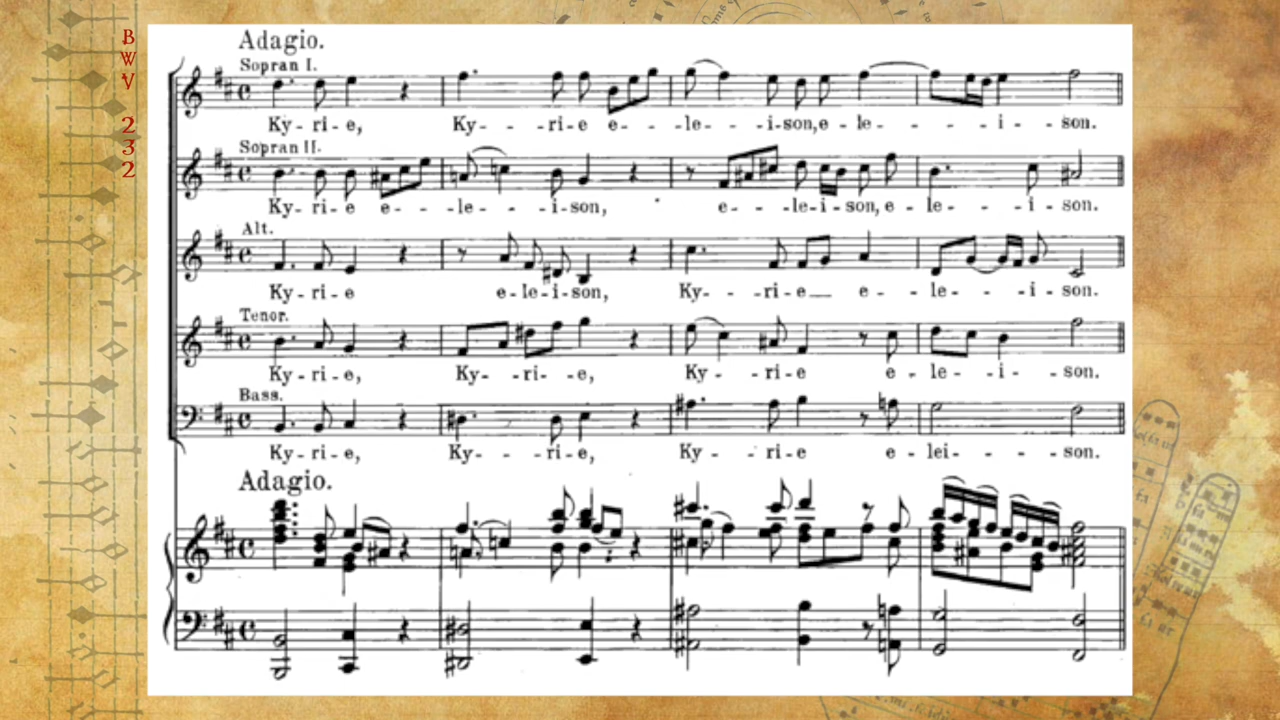 BWV 232
Adagio.
Sopran I.
Ky - ri - e, Ky - - - ri - e e - - - le - - - i - son, e - le - - - - i - - son.
Sopran II.
Ky - ri - e e - - - le - - - i - son, e - - - le - i - son, e - le - - - - i - son.
Alt.
Ky - ri - e e - le - i - son, Ky - - - ri - e e - - le - - - i - son.
Tenor.
Ky - ri - e, Ky - - ri - - e, Ky - - ri - e e - le - - i - - son.
Bass.
Ky - ri - e, Ky - - - ri - e, Ky - - - ri - e e - lei - - - son.
Adagio.